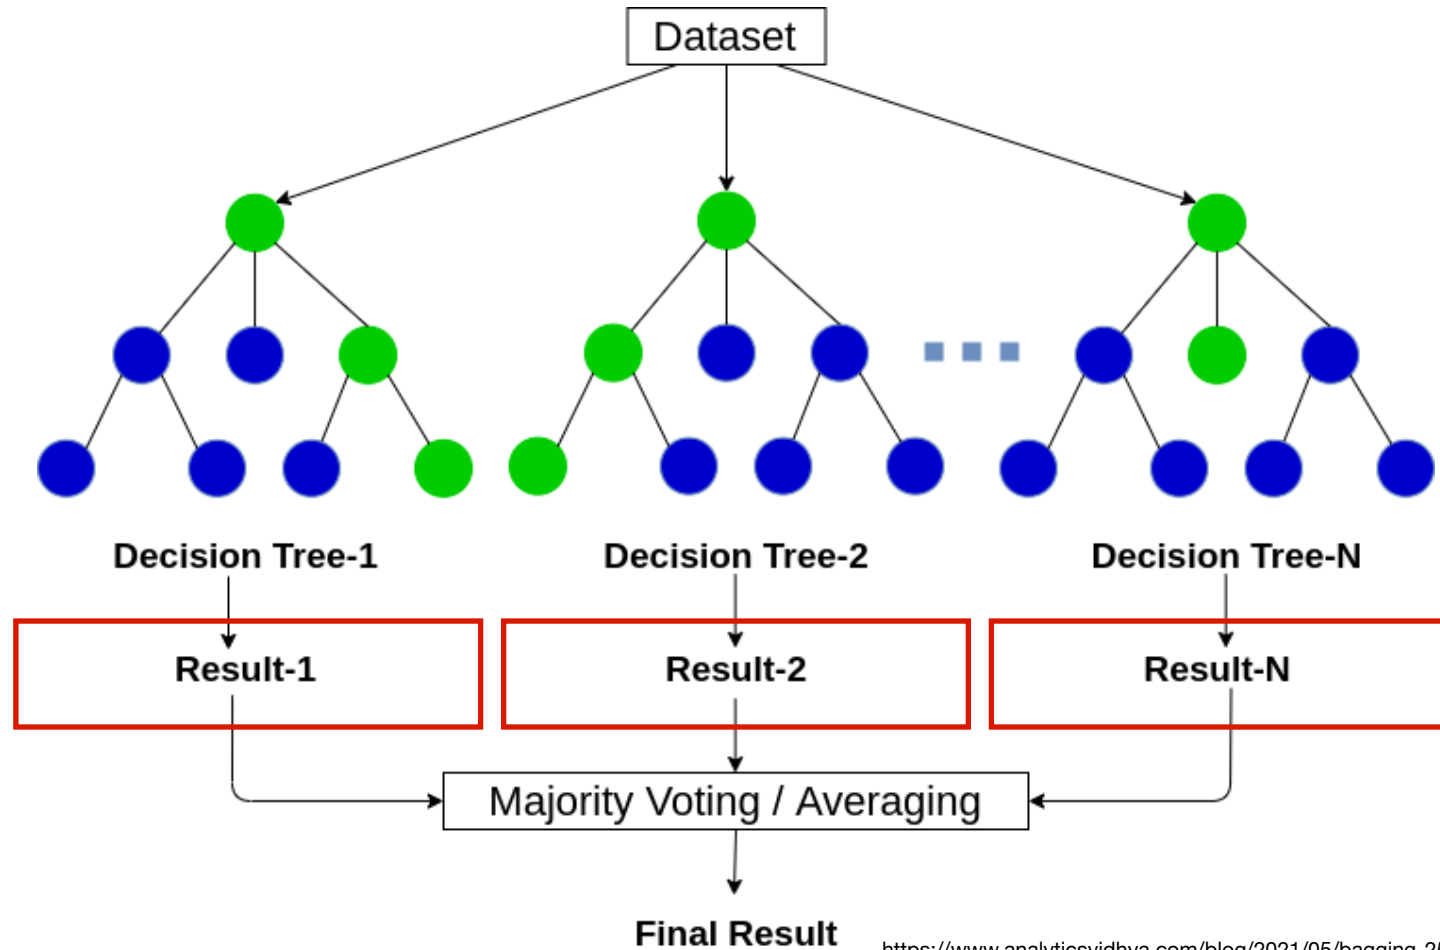 Dataset
Decision Tree-1
Decision Tree-2
Decision Tree-N
Result-1
Result-2
Result-N
Majority Voting / Averaging
Final Result